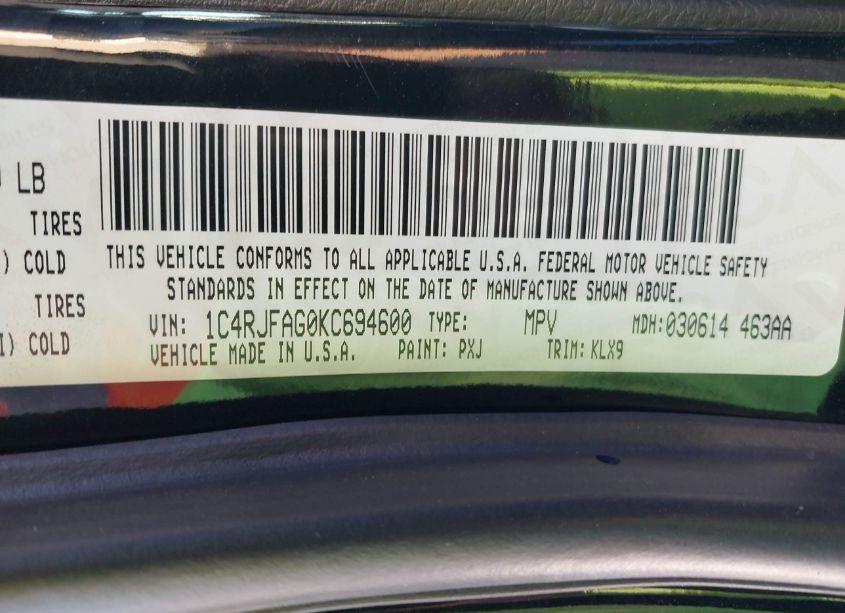 LB
TIRES
) COLD
TIRES
I) COLD
THIS VEHICLE CONFORMS TO ALL APPLICABLE U.S.A. FEDERAL MOTOR VEHICLE SAFETY
STANDARDS IN EFFECT ON THE DATE OF MANUFACTURE SHOWN ABOVE.
VIN: 1C4RJFAG0KC694600 TYPE: MPV MDH: 030614 463AA
VEHICLE MADE IN U.S.A. PAINT: PXJ TRIM: KLX9